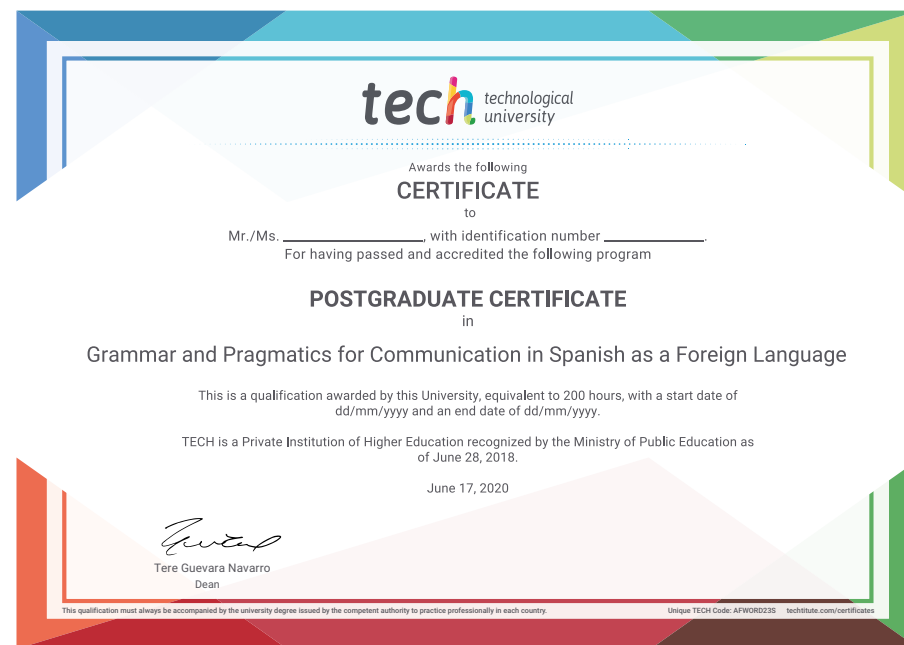 tech technological
university
Awards the following
CERTIFICATE
to
Mr./Ms. ____________________, with identification number ______________.
For having passed and accredited the following program
POSTGRADUATE CERTIFICATE
in
Grammar and Pragmatics for Communication in Spanish as a Foreign Language
This is a qualification awarded by this University, equivalent to 200 hours, with a start date of
dd/mm/yyyy and an end date of dd/mm/yyyy.
TECH is a Private Institution of Higher Education recognized by the Ministry of Public Education as
of June 28, 2018.
June 17, 2020
Tere Guevara Navarro
Dean
This qualification must always be accompanied by the university degree issued by the competent authority to practice professionally in each country. Unique TECH Code: AFWORD23S techtitute.com/certificates